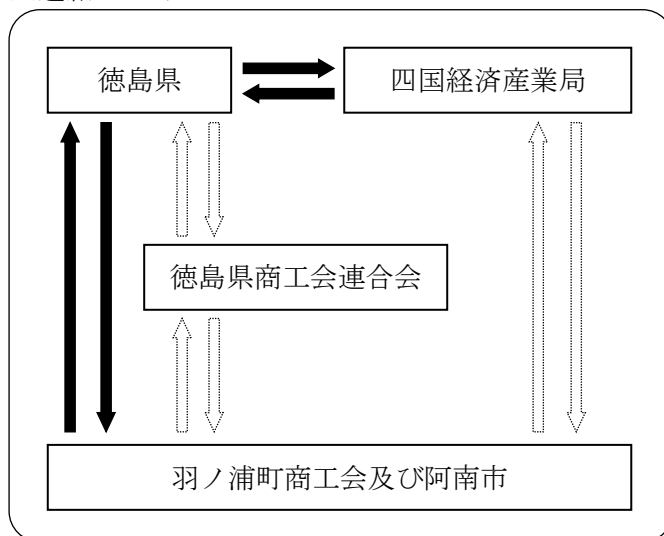 徳島県
四国経済産業局
徳島県商工会連合会
羽ノ浦町商工会及び阿南市